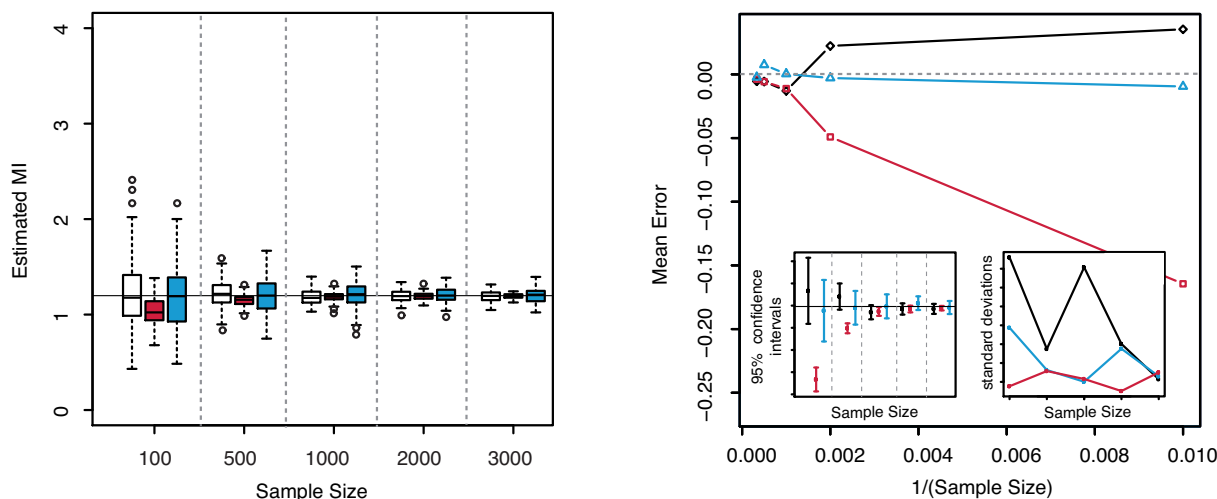 Estimated MI
4
3
2
1
0
100
500
1000
2000
3000
Sample Size
Mean Error
0.00
−0.05
−0.10
−0.15
−0.20
−0.25
95% confidence
intervals
Sample Size
standard deviations
Sample Size
0.000
0.002
0.004
0.006
0.008
0.010
1/(Sample Size)